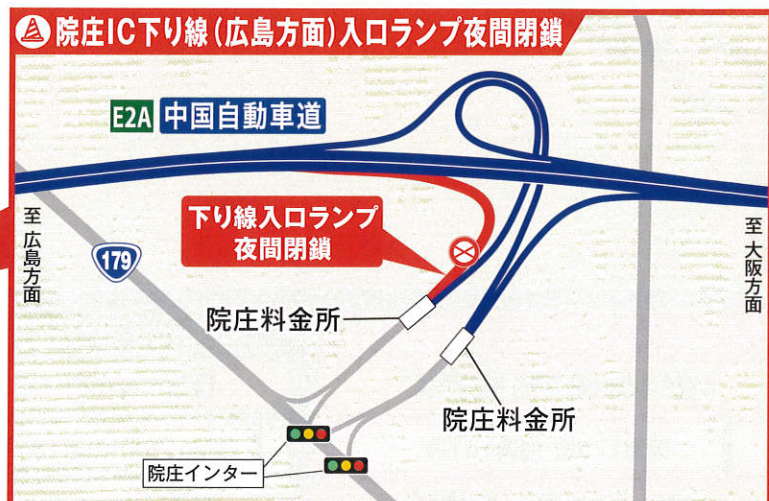 院庄IC下り線(広島方面)入口ランプ夜間閉鎖
E2A 中国自動車道
下り線入口ランプ
夜間閉鎖
至 広島方面
179
至 大阪方面
院庄料金所
院庄料金所
院庄インター